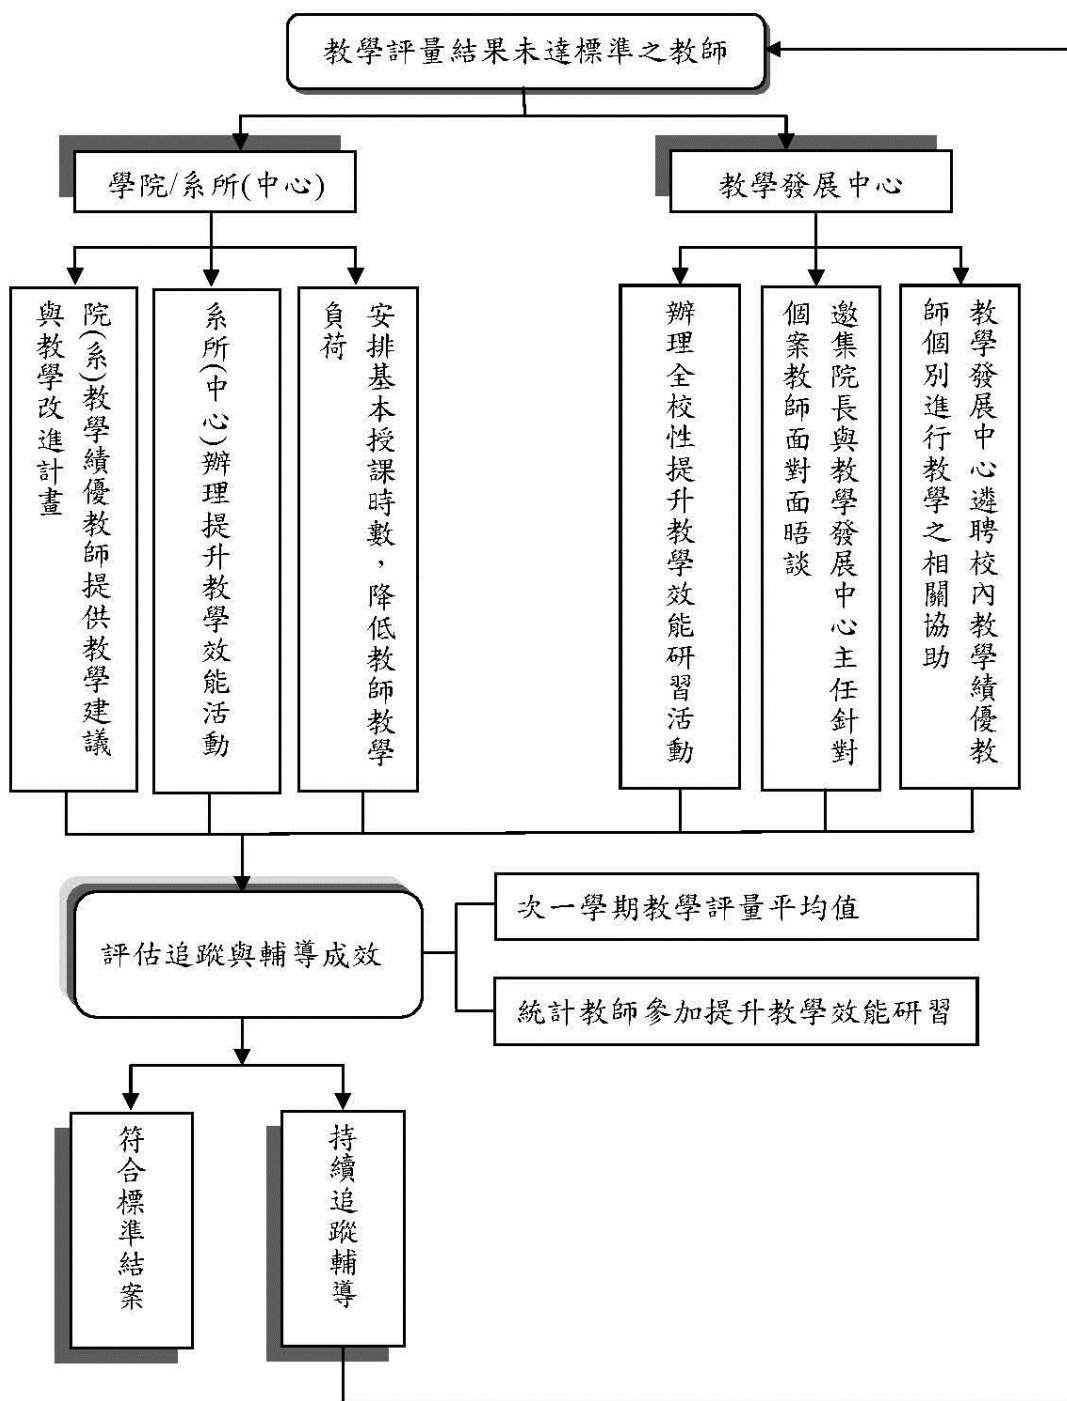 教學評量結果未達標準之教師
學院/系所(中心)
教學發展中心
院(系)教學績優教師提供教學建議
與教學改進計畫
系所(中心)辦理提升教學效能活動
安排基本授課時數，降低教師教學
負荷
辦理全校性提升教學效能研習活動
邀集院長與教學發展中心主任針對
個案教師面對面晤談
教學發展中心遴聘校內教學績優教
師個別進行教學之相關協助
評估追蹤與輔導成效
次一學期教學評量平均值
統計教師參加提升教學效能研習
符合標準結案
持續追蹤輔導